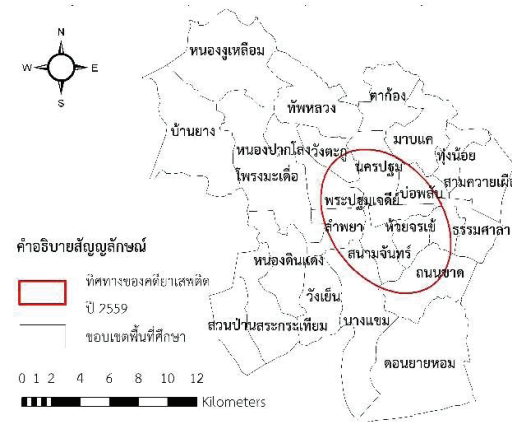 N
W E
S
หนองงูเหลือม
ทัพหลวง
ตาก้อง
บ้านยาง
หนองปากโลง
วังตะกู
มาบแค
นครปฐม
ทุ่งน้อย
โพรงมะเดื่อ
พระปฐมเจดีย์
บ่อพลับ
สามควายเผือ
ลำพยา
ห้วยจรเข้
ธรรมศาลา
สนามจันทร์
หนองดินแดง
ถนนขาด
วังเย็น
สวนป่าน
สระกระเทียม
บางแขม
ดอนยายหอม
คำอธิบายสัญญลักษณ์
ทิศทางของคดียาเสพติด
ปี 2559
ขอบเขตพื้นที่ศึกษา
0 1 2 4 6 8 10 12
Kilometers